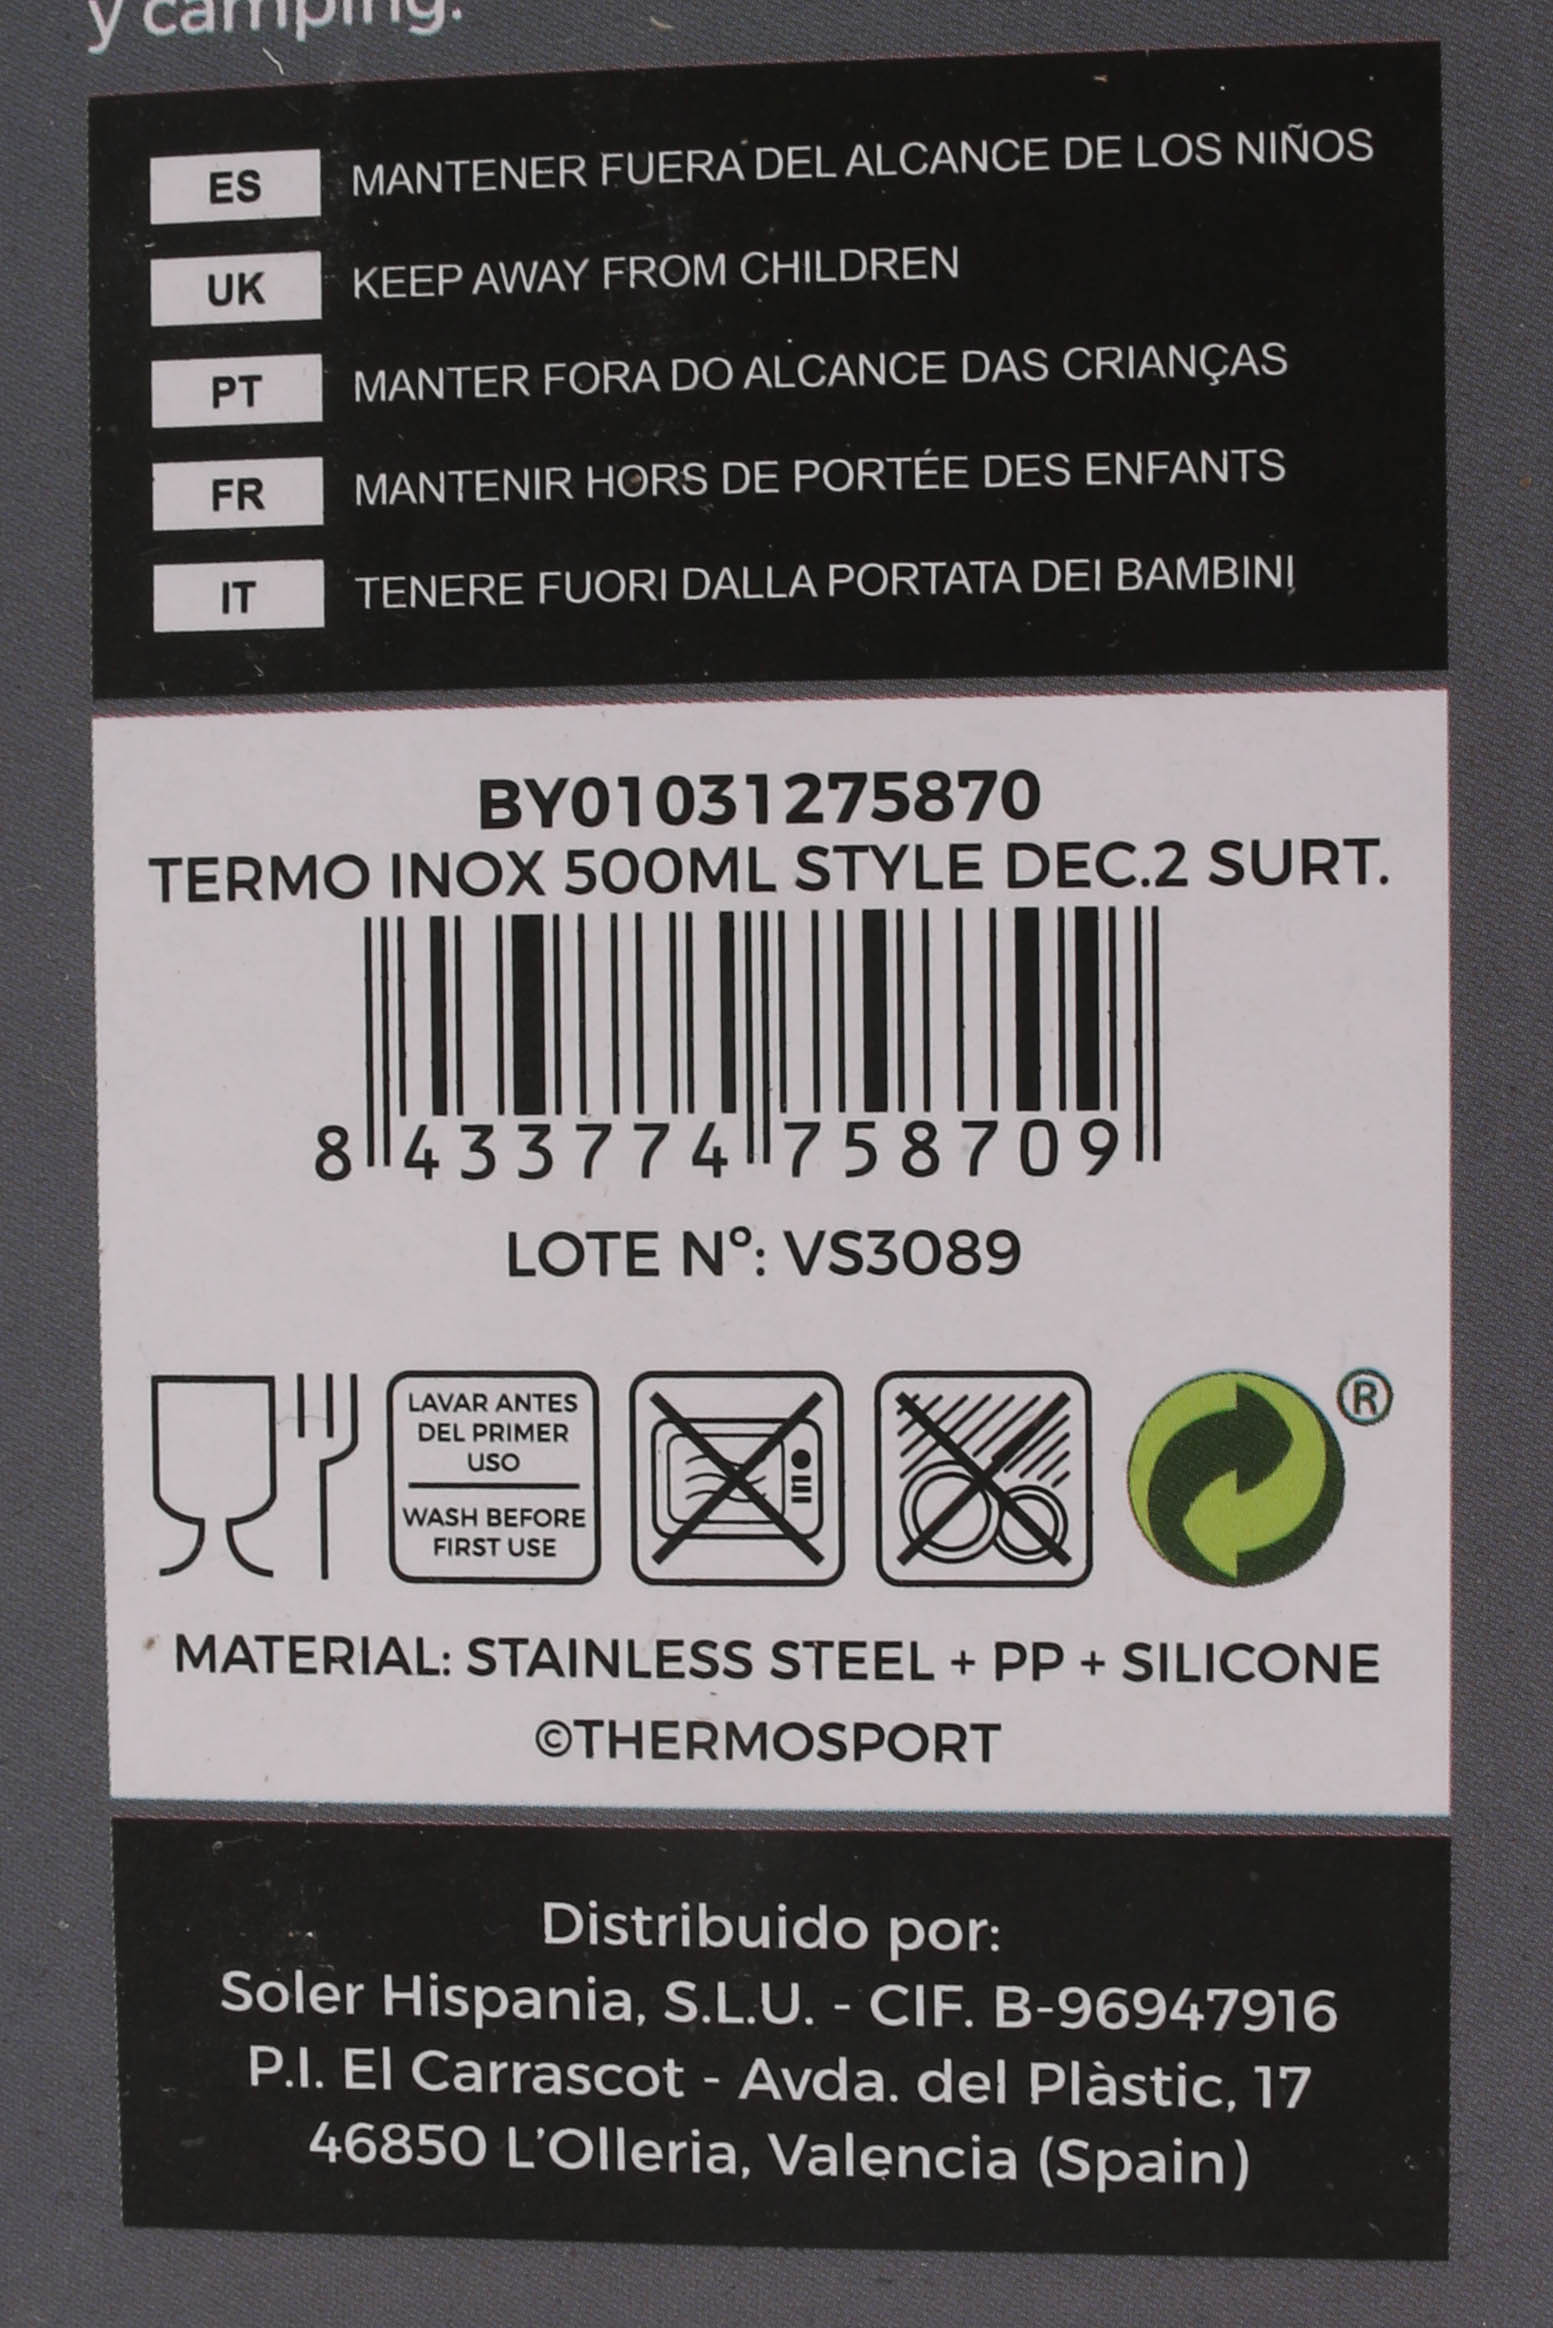 y camping.
ES MANTENER FUERA DEL ALCANCE DE LOS NIÑOS
UK KEEP AWAY FROM CHILDREN
PT MANTER FORA DO ALCANCE DAS CRIANÇAS
FR MANTENIR HORS DE PORTÉE DES ENFANTS
IT TENERE FUORI DALLA PORTATA DEI BAMBINI
BY01031275870
TERMO INOX 500ML STYLE DEC.2 SURT.
8 433774 758709
LOTE Nº: VS3089
LAVAR ANTES
DEL PRIMER
USO
WASH BEFORE
FIRST USE
®
MATERIAL: STAINLESS STEEL + PP + SILICONE
©THERMOSPORT
Distribuido por:
Soler Hispania, S.L.U. - CIF. B-96947916
P.I. El Carrascot - Avda. del Plàstic, 17
46850 L'Olleria, Valencia (Spain)